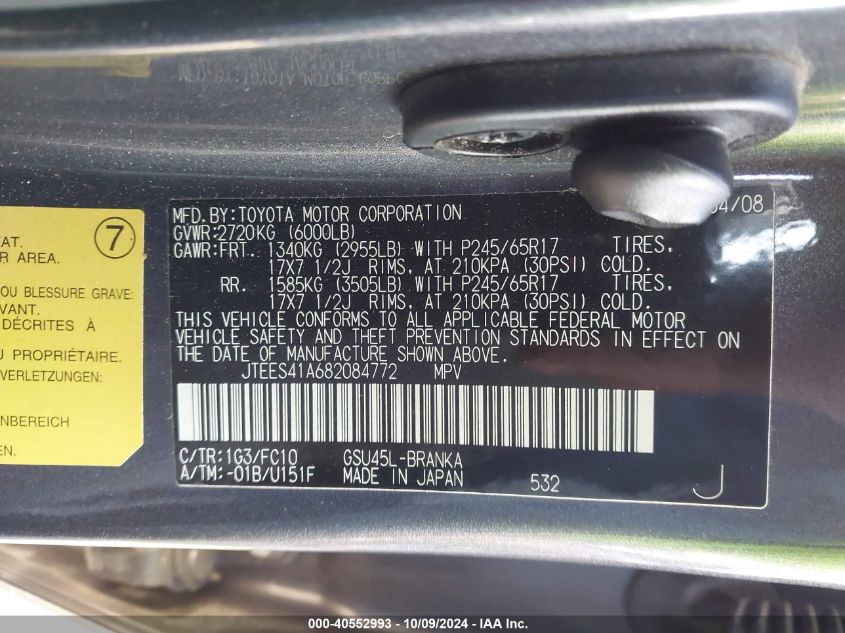 MFD. BY: TOYOTA MOTOR CORPORATION 04/08
GVWR: 2720KG (6000LB)
GAWR: FRT. 1340KG (2955LB) WITH P245/65R17 TIRES.
17X7 1/2J RIMS, AT 210KPA (30PSI) COLD.
RR. 1585KG (3505LB) WITH P245/65R17 TIRES,
17X7 1/2J RIMS, AT 210KPA (30PSI) COLD.
THIS VEHICLE CONFORMS TO ALL APPLICABLE FEDERAL MOTOR
VEHICLE SAFETY AND THEFT PREVENTION STANDARDS IN EFFECT ON
THE DATE OF MANUFACTURE SHOWN ABOVE.
JTEES41A682084772 MPV
C/TR: 1G3/FC10 GSU45L-BRANKA
A/TM: -01B/U151F MADE IN JAPAN 532 J
7
AREA.
OU BLESSURE GRAVE:
DÉCRITES À
PROPRIÉTAIRE.
VERLETZUNGEN:
000-40552993 - 10/09/2024 - IAAI.com